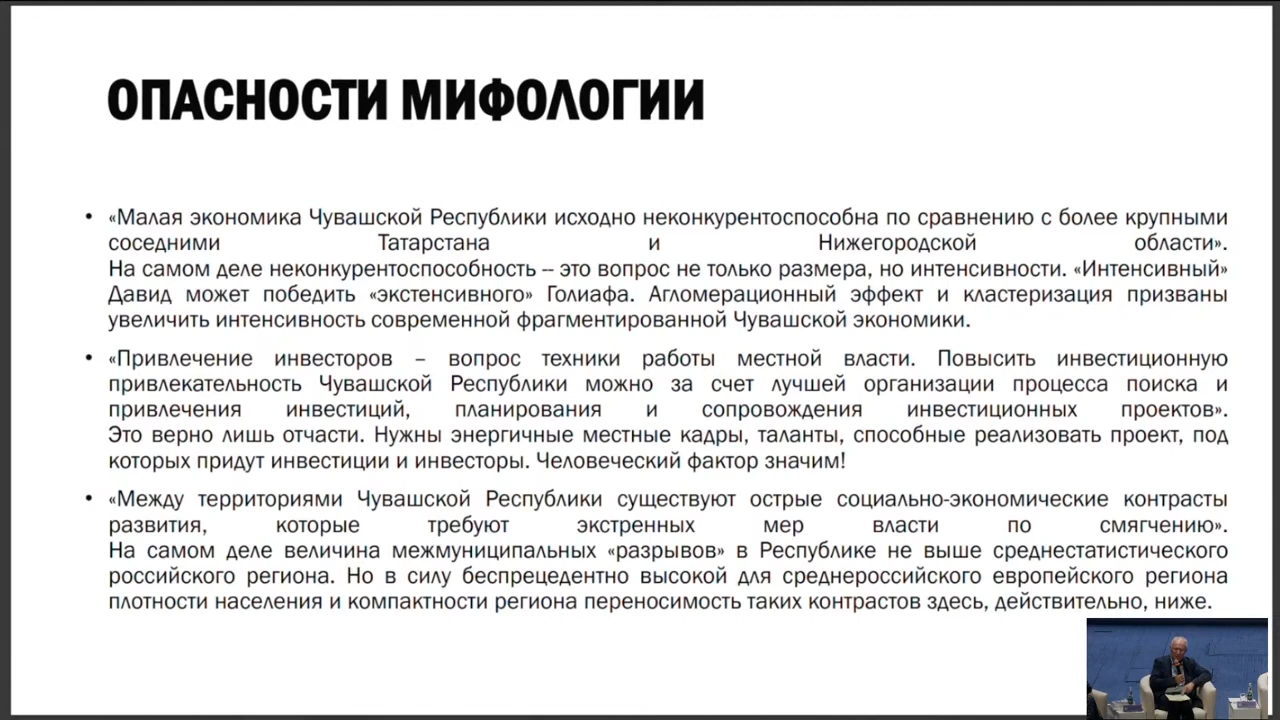 ОПАСНОСТИ МИФОЛОГИИ
• «Малая экономика Чувашской Республики исходно неконкурентоспособна по сравнению с более крупными
соседними Татарстана и Нижегородской области».
На самом деле неконкурентоспособность -- это вопрос не только размера, но интенсивности. «Интенсивный»
Давид может победить «экстенсивного» Голиафа. Агломерационный эффект и кластеризация призваны
увеличить интенсивность современной фрагментированной Чувашской экономики.
• «Привлечение инвесторов – вопрос техники работы местной власти. Повысить инвестиционную
привлекательность Чувашской Республики можно за счет лучшей организации процесса поиска и
привлечения инвестиций, планирования и сопровождения инвестиционных проектов».
Это верно лишь отчасти. Нужны энергичные местные кадры, таланты, способные реализовать проект, под
которых придут инвестиции и инвесторы. Человеческий фактор значим!
• «Между территориями Чувашской Республики существуют острые социально-экономические контрасты
развития, которые требуют экстренных мер власти по смягчению».
На самом деле величина межмуниципальных «разрывов» в Республике не выше среднестатистического
российского региона. Но в силу беспрецедентно высокой для среднероссийского европейского региона
плотности населения и компактности региона переносимость таких контрастов здесь, действительно, ниже.